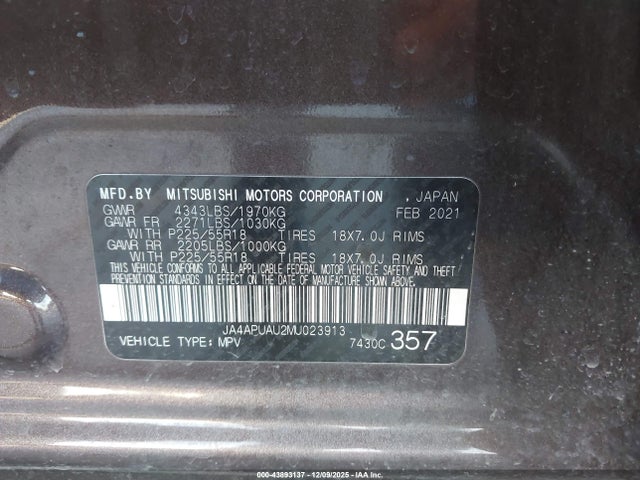 MFD.BY MITSUBISHI MOTORS CORPORATION , JAPAN
GVWR 4343LBS/1970KG FEB 2021
GAWR FR 2271LBS/1030KG
WITH P225/55R18 TIRES 18X7.0J RIMS
GAWR RR 2205LBS/1000KG
WITH P225/55R18 TIRES 18X7.0J RIMS
THIS VEHICLE CONFORMS TO ALL APPLICABLE FEDERAL MOTOR VEHICLE SAFETY AND THEFT
PREVENTION STANDARDS IN EFFECT ON THE DATE OF MANUFACTURE SHOWN ABOVE.
JA4APUAU2MU023913
VEHICLE TYPE: MPV 7430C 357
000-43893137 - 12/09/2025 - IAA Inc.